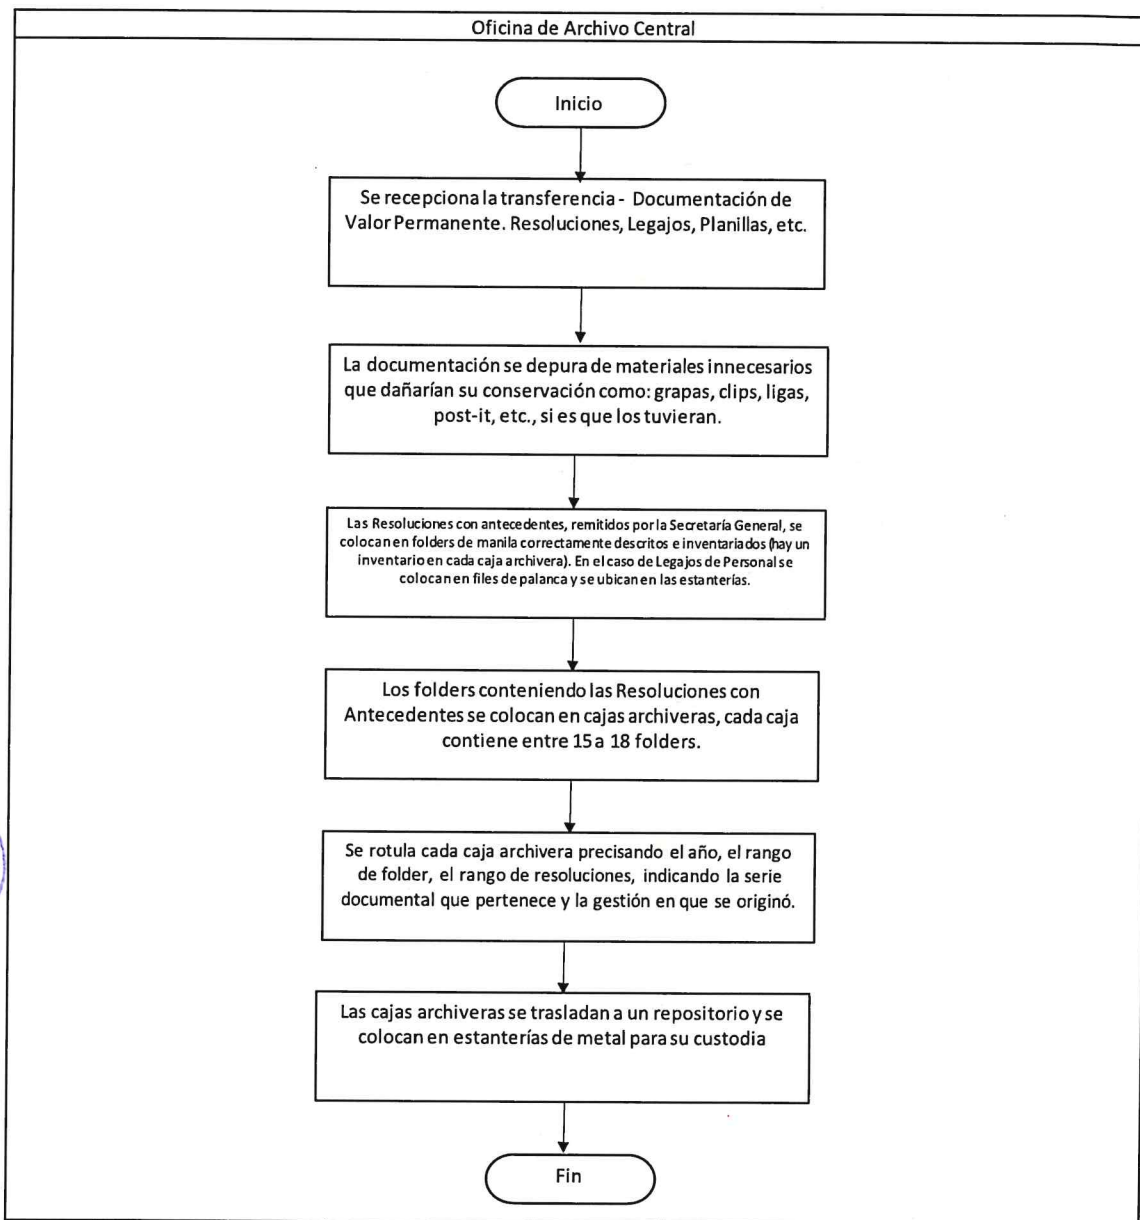 Oficina de Archivo Central
Inicio
Se recepciona la transferencia - Documentación de
Valor Permanente. Resoluciones, Legajos, Planillas, etc.
La documentación se depura de materiales innecesarios
que dañarían su conservación como: grapas, clips, ligas,
post-it, etc., si es que los tuvieran.
Las Resoluciones con antecedentes, remitidos por la Secretaría General, se
colocan en folders de manila correctamente descritos e inventariados (hay un
inventario en cada caja archivera). En el caso de Legajos de Personal se
colocan en files de palanca y se ubican en las estanterías.
Los folders conteniendo las Resoluciones con
Antecedentes se colocan en cajas archiveras, cada caja
contiene entre 15 a 18 folders.
Se rotula cada caja archivera precisando el año, el rango
de folder, el rango de resoluciones, indicando la serie
documental que pertenece y la gestión en que se originó.
Las cajas archiveras se trasladan a un repositorio y se
colocan en estanterías de metal para su custodia
Fin